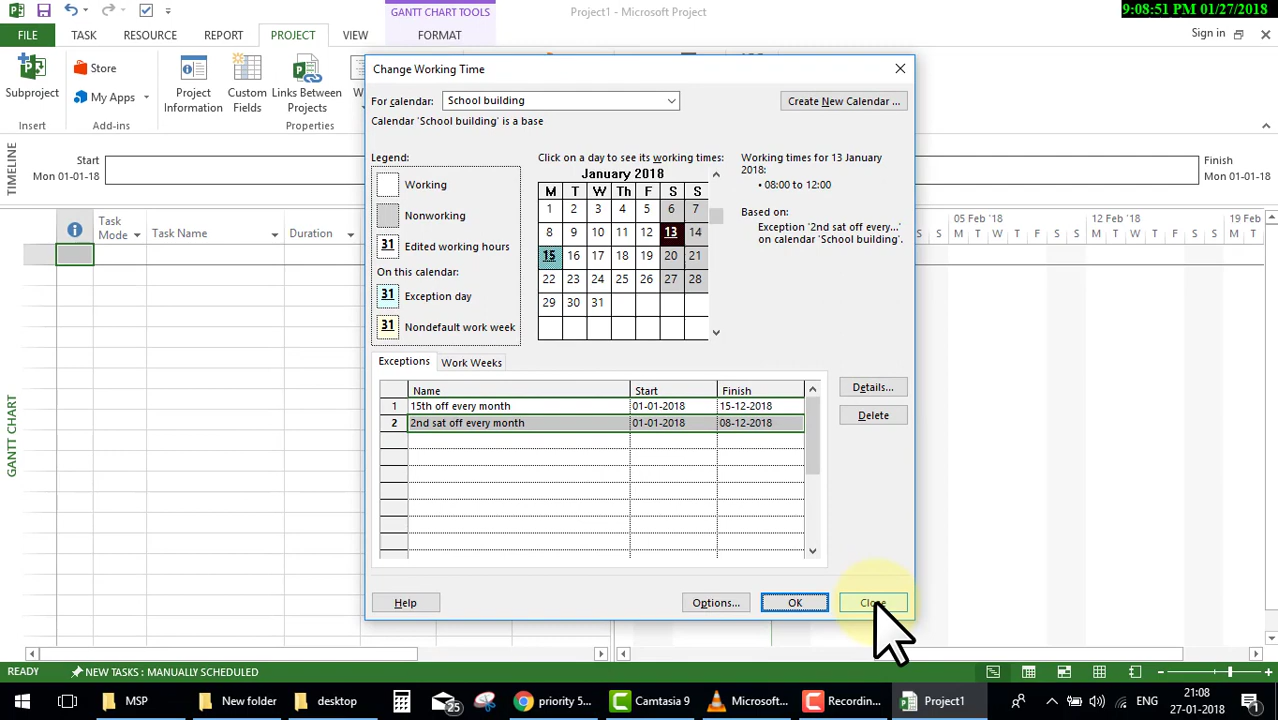 Project1 - Microsoft Project
GANTT CHART TOOLS
9:08:51 PM 01/27/2018
FILE TASK RESOURCE REPORT PROJECT VIEW FORMAT
Sign in
Subproject
Insert
Store
My Apps
Add-ins
Project Information
Custom Fields
Links Between Projects
Properties
TIMELINE
Start
Mon 01-01-18
Finish
Mon 01-01-18
Task Mode
Task Name
Duration
05 Feb '18
12 Feb '18
19 Feb
S S M T W T F S S M T W T F S S M T
GANTT CHART
Change Working Time
For calendar: School building
Create New Calendar ...
Calendar 'School building' is a base
Legend:
Working
Nonworking
31 Edited working hours
On this calendar:
31 Exception day
31 Nondefault work week
Click on a day to see its working times:
January 2018
M T W Th F S S
1 2 3 4 5 6 7
8 9 10 11 12 13 14
15 16 17 18 19 20 21
22 23 24 25 26 27 28
29 30 31
Working times for 13 January 2018:
• 08:00 to 12:00
Based on:
Exception '2nd sat off every...' on calendar 'School building'.
Exceptions Work Weeks
Name Start Finish
1 15th off every month 01-01-2018 15-12-2018
2 2nd sat off every month 01-01-2018 08-12-2018
Details...
Delete
Help Options... OK
READY NEW TASKS : MANUALLY SCHEDULED
MSP New folder desktop 25 priority 5... Camtasia 9 Microsoft... Recordin... Project1
ENG
21:08
27-01-2018
1